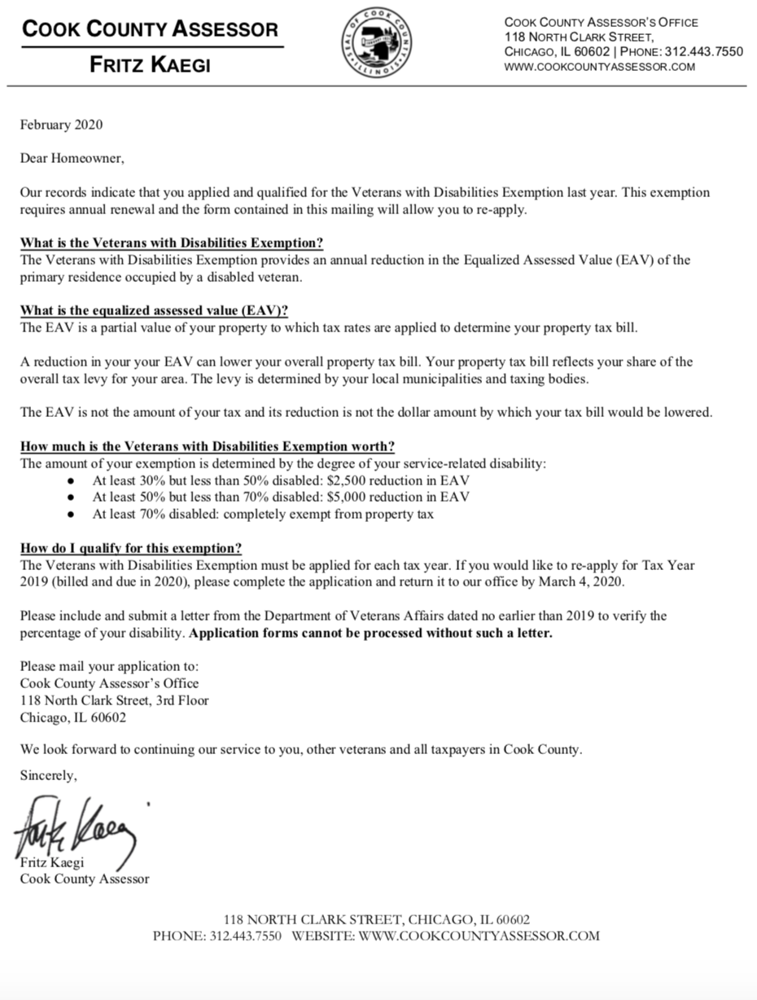 COOK COUNTY ASSESSOR
FRITZ KAEGI
SEAL OF COOK COUNTY
ILLINOIS
COOK COUNTY ASSESSOR'S OFFICE
118 NORTH CLARK STREET,
CHICAGO, IL 60602 | PHONE: 312.443.7550
WWW.COOKCOUNTYASSESSOR.COM
February 2020
Dear Homeowner,
Our records indicate that you applied and qualified for the Veterans with Disabilities Exemption last year. This exemption
requires annual renewal and the form contained in this mailing will allow you to re-apply.
What is the Veterans with Disabilities Exemption?
The Veterans with Disabilities Exemption provides an annual reduction in the Equalized Assessed Value (EAV) of the
primary residence occupied by a disabled veteran.
What is the equalized assessed value (EAV)?
The EAV is a partial value of your property to which tax rates are applied to determine your property tax bill.
A reduction in your your EAV can lower your overall property tax bill. Your property tax bill reflects your share of the
overall tax levy for your area. The levy is determined by your local municipalities and taxing bodies.
The EAV is not the amount of your tax and its reduction is not the dollar amount by which your tax bill would be lowered.
How much is the Veterans with Disabilities Exemption worth?
The amount of your exemption is determined by the degree of your service-related disability:
● At least 30% but less than 50% disabled: $2,500 reduction in EAV
● At least 50% but less than 70% disabled: $5,000 reduction in EAV
● At least 70% disabled: completely exempt from property tax
How do I qualify for this exemption?
The Veterans with Disabilities Exemption must be applied for each tax year. If you would like to re-apply for Tax Year
2019 (billed and due in 2020), please complete the application and return it to our office by March 4, 2020.
Please include and submit a letter from the Department of Veterans Affairs dated no earlier than 2019 to verify the
percentage of your disability. Application forms cannot be processed without such a letter.
Please mail your application to:
Cook County Assessor's Office
118 North Clark Street, 3rd Floor
Chicago, IL 60602
We look forward to continuing our service to you, other veterans and all taxpayers in Cook County.
Sincerely,
Fritz Kaegi
Fritz Kaegi
Cook County Assessor
118 NORTH CLARK STREET, CHICAGO, IL 60602
PHONE: 312.443.7550 WEBSITE: WWW.COOKCOUNTYASSESSOR.COM